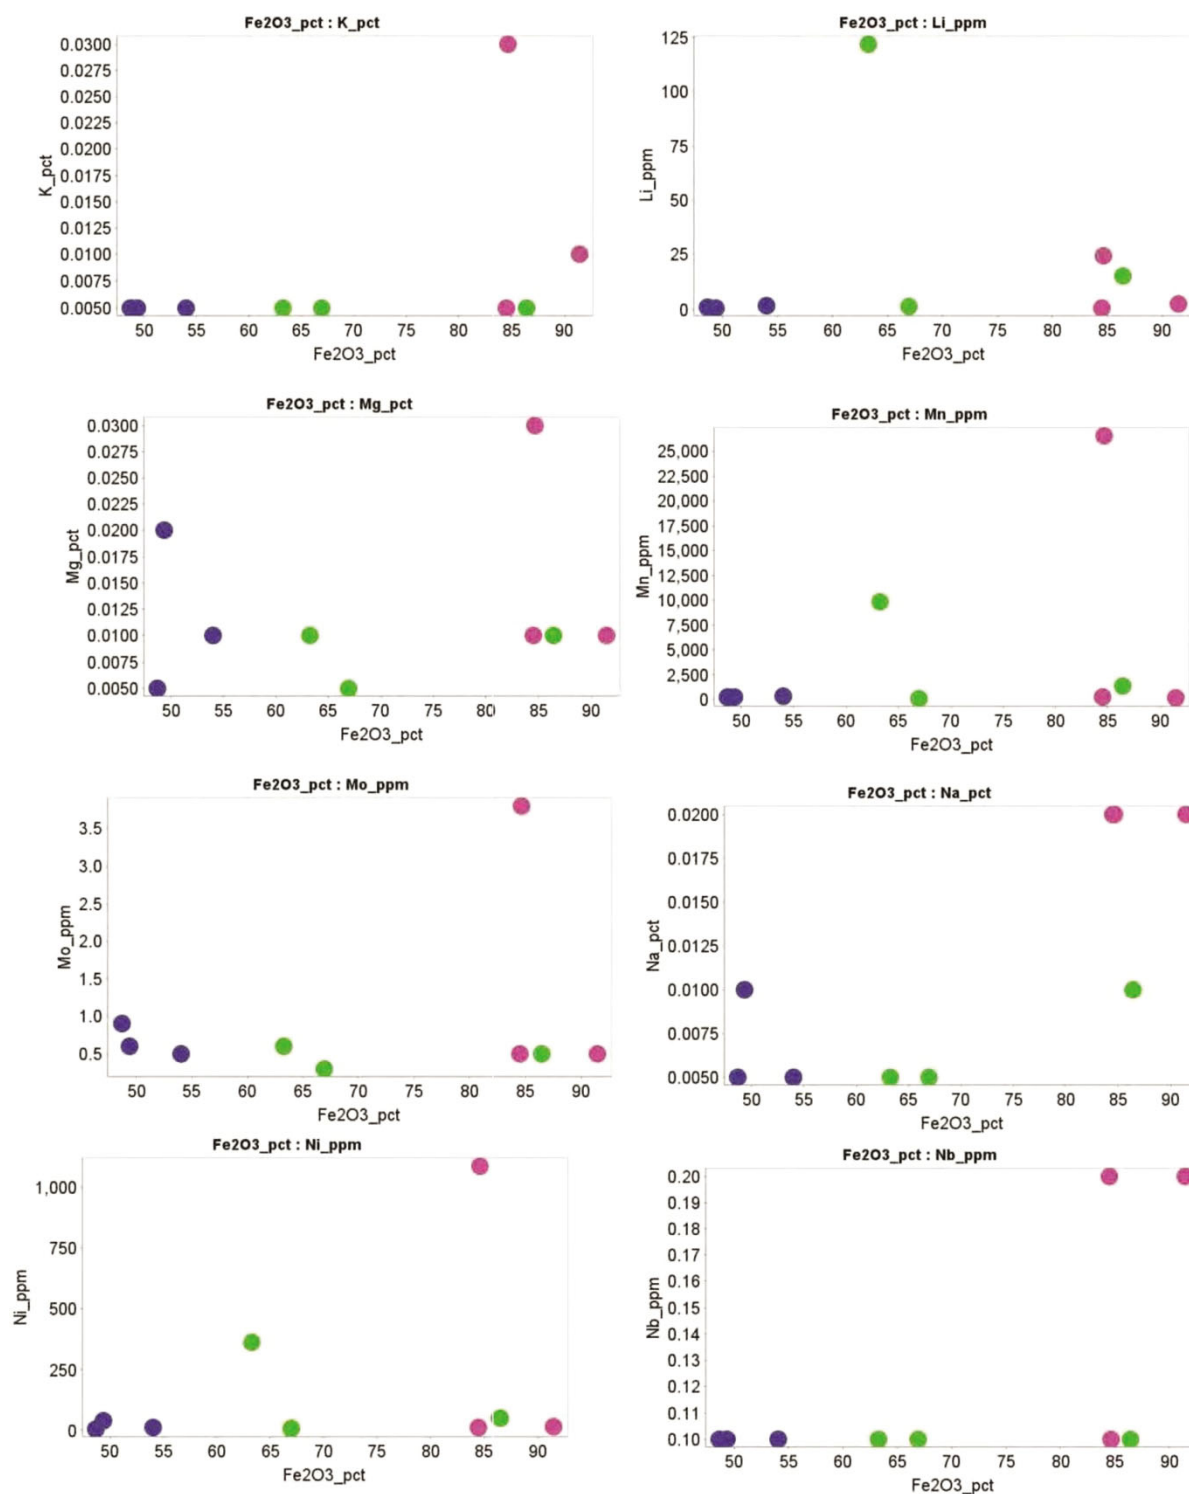 Fe2O3_pct : K_pct
K_pct
0.0300
0.0275
0.0250
0.0225
0.0200
0.0175
0.0150
0.0125
0.0100
0.0075
0.0050
50 55 60 65 70 75 80 85 90
Fe2O3_pct
Fe2O3_pct : Li_ppm
Li_ppm
125
100
75
50
25
0
50 55 60 65 70 75 80 85 90
Fe2O3_pct
Fe2O3_pct : Mg_pct
Mg_pct
0.0300
0.0275
0.0250
0.0225
0.0200
0.0175
0.0150
0.0125
0.0100
0.0075
0.0050
50 55 60 65 70 75 80 85 90
Fe2O3_pct
Fe2O3_pct : Mn_ppm
Mn_ppm
25,000
22,500
20,000
17,500
15,000
12,500
10,000
7,500
5,000
2,500
0
50 55 60 65 70 75 80 85 90
Fe2O3_pct
Fe2O3_pct : Mo_ppm
Mo_ppm
3.5
3.0
2.5
2.0
1.5
1.0
0.5
50 55 60 65 70 75 80 85 90
Fe2O3_pct
Fe2O3_pct : Na_pct
Na_pct
0.0200
0.0175
0.0150
0.0125
0.0100
0.0075
0.0050
50 55 60 65 70 75 80 85 90
Fe2O3_pct
Fe2O3_pct : Ni_ppm
Ni_ppm
1,000
750
500
250
0
50 55 60 65 70 75 80 85 90
Fe2O3_pct
Fe2O3_pct : Nb_ppm
Nb_ppm
0.20
0.19
0.18
0.17
0.16
0.15
0.14
0.13
0.12
0.11
0.10
50 55 60 65 70 75 80 85 90
Fe2O3_pct